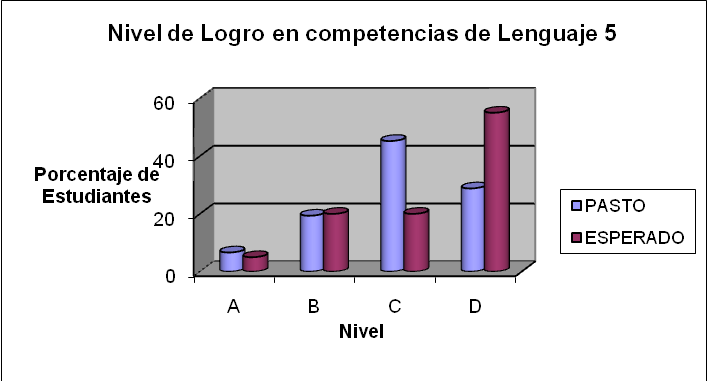 Nivel de Logro en competencias de Lenguaje 5
60
40
20
0
Porcentaje de
Estudiantes
A B C D
Nivel
PASTO
ESPERADO